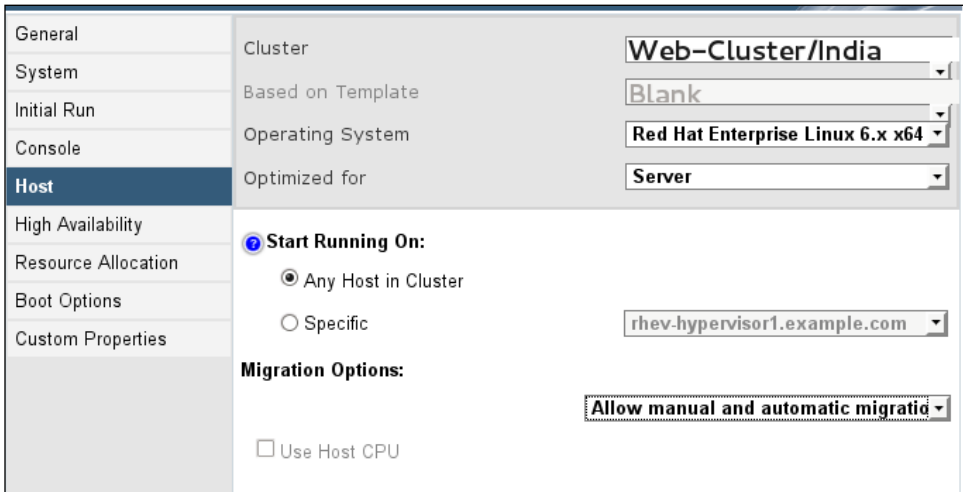 General
System
Initial Run
Console
Host
High Availability
Resource Allocation
Boot Options
Custom Properties
Cluster Web-Cluster/India
Based on Template Blank
Operating System Red Hat Enterprise Linux 6.x x64
Optimized for Server
? Start Running On:
Any Host in Cluster
Specific rhev-hypervisor1.example.com
Migration Options:
Allow manual and automatic migratio
Use Host CPU